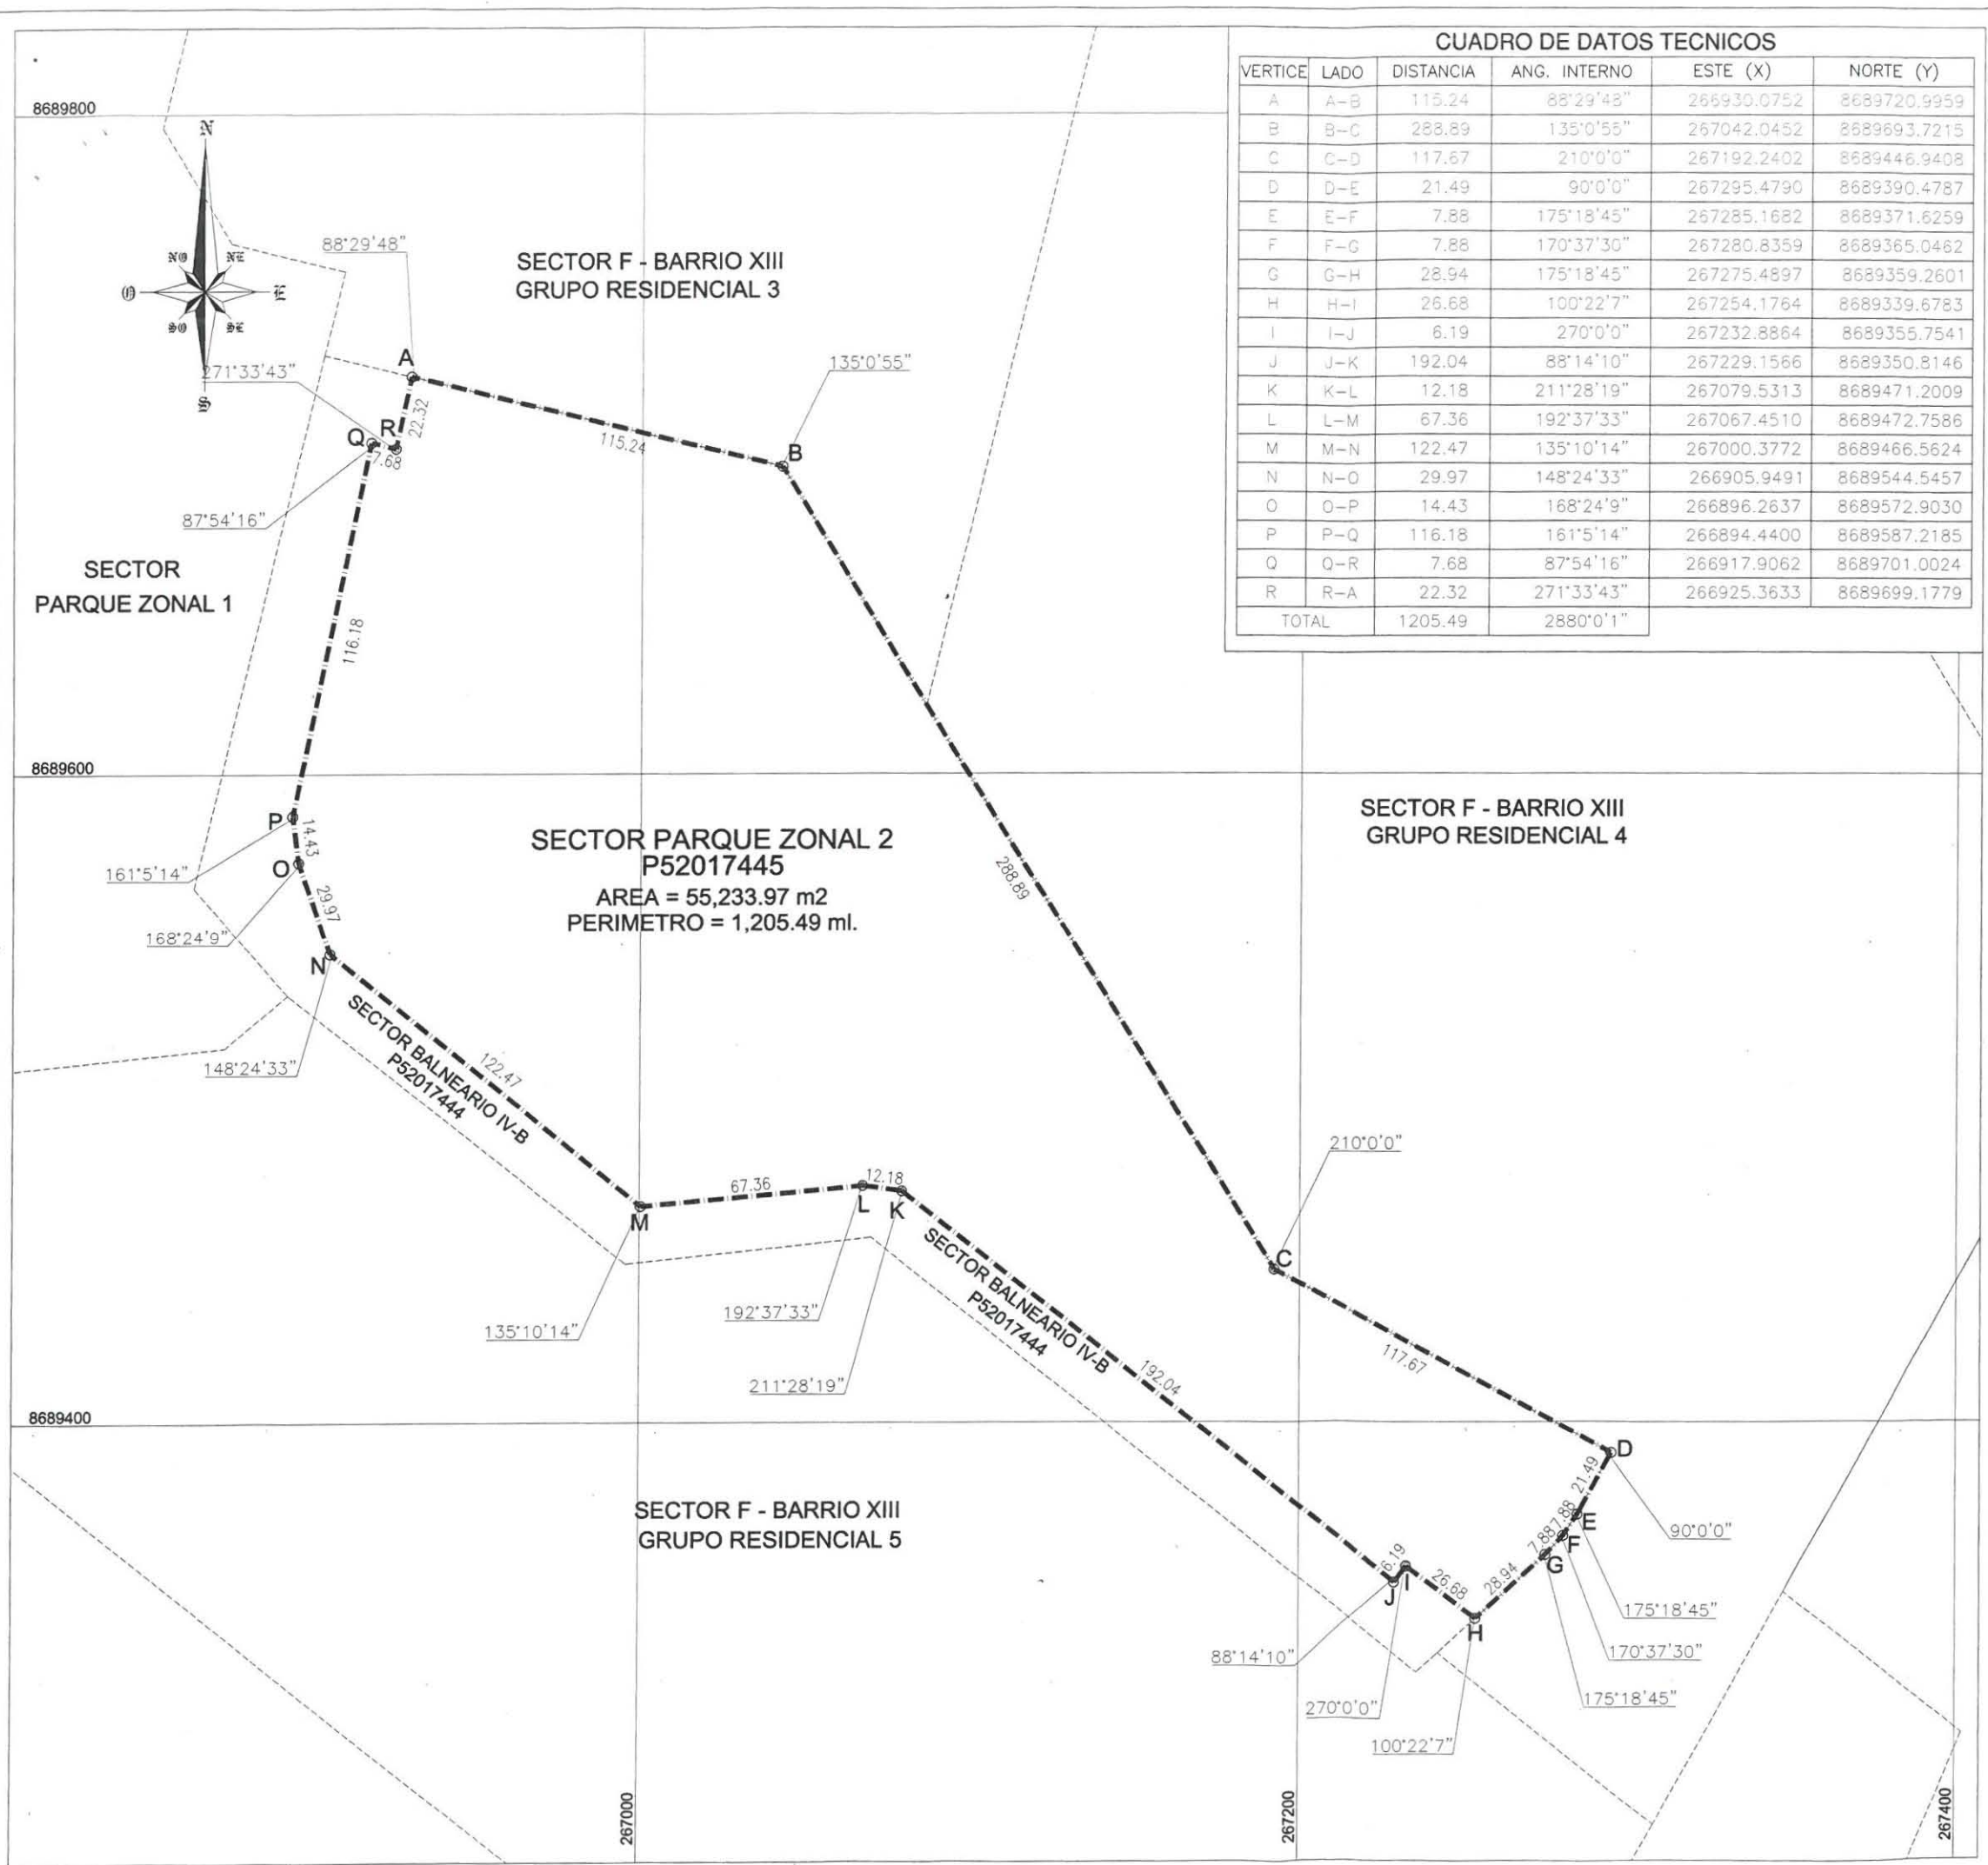 CUADRO DE DATOS TECNICOS
VERTICE LADO DISTANCIA ANG. INTERNO ESTE (X) NORTE (Y)
A A-B 115.24 88°29'48" 266930.0752 8689720.9959
B B-C 288.89 135°0'55" 267042.0452 8689693.7215
C C-D 117.67 210°0'0" 267192.2402 8689446.9408
D D-E 21.49 90°0'0" 267295.4790 8689390.4787
E E-F 7.88 175°18'45" 267285.1682 8689371.6259
F F-G 7.88 170°37'30" 267280.8359 8689365.0462
G G-H 28.94 175°18'45" 267275.4897 8689359.2601
H H-I 26.68 100°22'7" 267254.1764 8689339.6783
I I-J 6.19 270°0'0" 267232.8864 8689355.7541
J J-K 192.04 88°14'10" 267229.1566 8689350.8146
K K-L 12.18 211°28'19" 267079.5313 8689471.2009
L L-M 67.36 192°37'33" 267067.4510 8689472.7586
M M-N 122.47 135°10'14" 267000.3772 8689466.5624
N N-O 29.97 148°24'33" 266905.9491 8689544.5457
O O-P 14.43 168°24'9" 266896.2637 8689572.9030
P P-Q 116.18 161°5'14" 266894.4400 8689587.2185
Q Q-R 7.68 87°54'16" 266917.9062 8689701.0024
R R-A 22.32 271°33'43" 266925.3633 8689699.1779
TOTAL 1205.49 2880°0'1"
8689800
N
NO NE
O E
SO SE
S
88°29'48"
SECTOR F - BARRIO XIII
GRUPO RESIDENCIAL 3
A
271°33'43"
135°0'55"
22.32
R
Q
7.68
115.24
B
87°54'16"
SECTOR
PARQUE ZONAL 1
116.18
8689600
P
14.43
161°5'14"
O
29.97
168°24'9"
N
148°24'33"
SECTOR PARQUE ZONAL 2
P52017445
AREA = 55,233.97 m2
PERIMETRO = 1,205.49 ml.
288.89
SECTOR F - BARRIO XIII
GRUPO RESIDENCIAL 4
122.47
SECTOR BALNEARIO IV-B
P52017444
210°0'0"
67.36
12.18
M
L
K
C
192°37'33"
135°10'14"
211°28'19"
SECTOR BALNEARIO IV-B
P52017444
192.04
117.67
8689400
D
21.49
7.88
7.88
E
F
G
90°0'0"
SECTOR F - BARRIO XIII
GRUPO RESIDENCIAL 5
6.19
J
I
26.68
28.94
H
175°18'45"
88°14'10"
170°37'30"
175°18'45"
270°0'0"
100°22'7"
267000
267200
267400